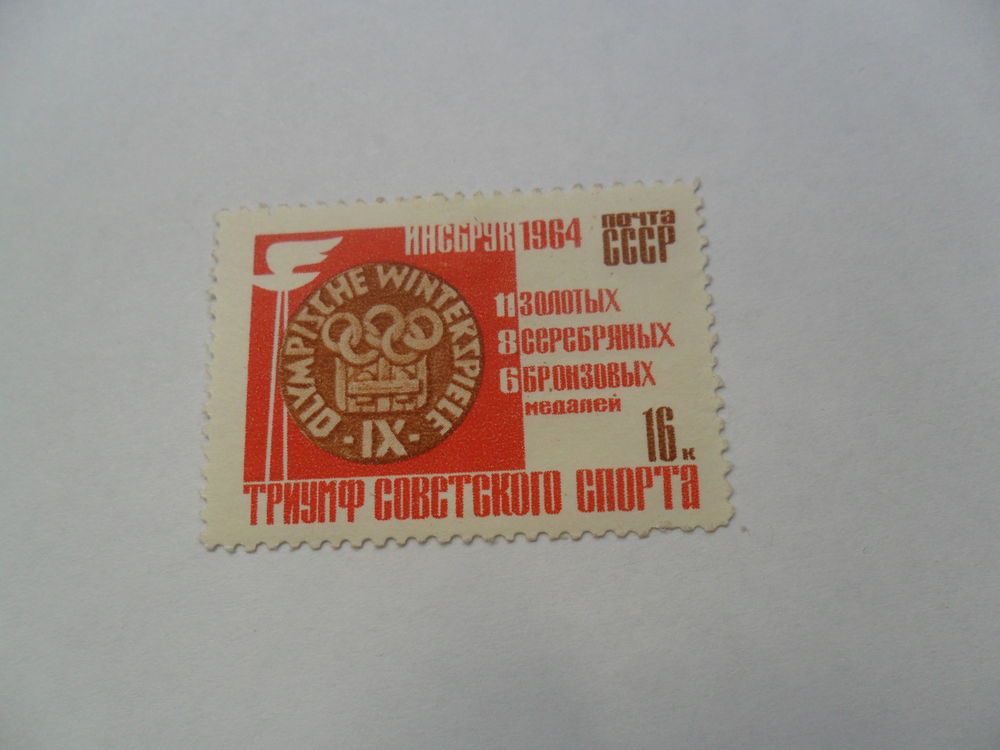 ИНСБРУК 1964
почта
СССР
OLYMPISCHE WINTERSPIELE
· IX ·
11 ЗОЛОТЫХ
8 СЕРЕБРЯНЫХ
6 БРОНЗОВЫХ
медалей
16 к
ТРИУМФ СОВЕТСКОГО СПОРТА